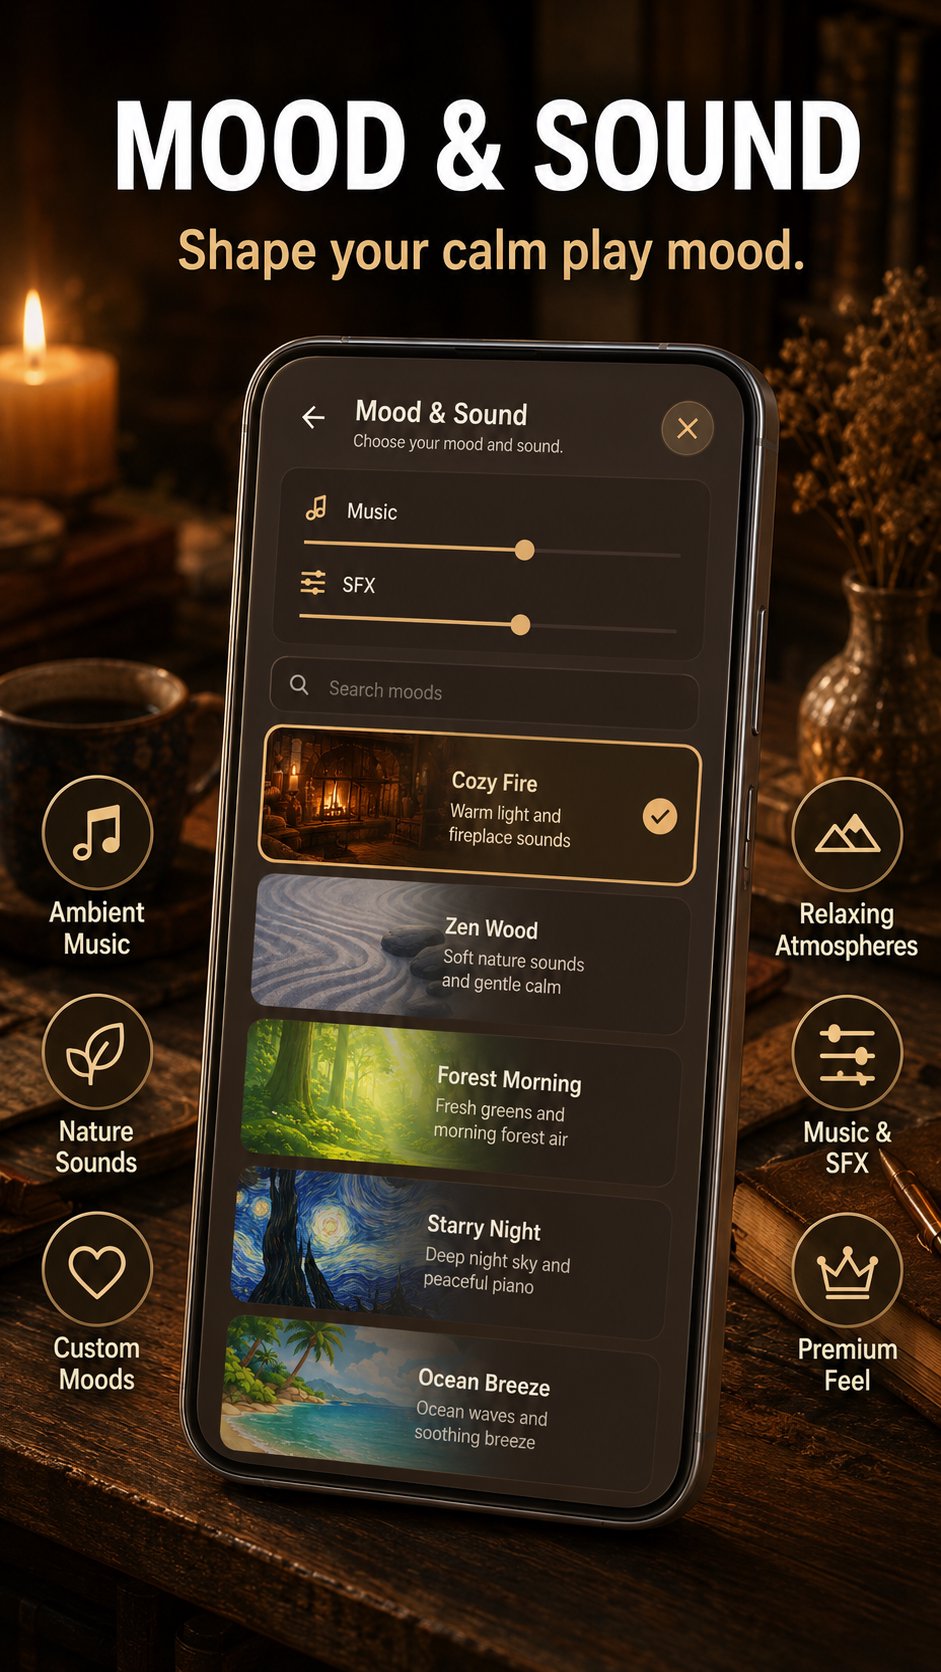 MOOD & SOUND
Shape your calm play mood.
Mood & Sound
Choose your mood and sound.
Music
SFX
Search moods
Cozy Fire
Warm light and
fireplace sounds
Zen Wood
Soft nature sounds
and gentle calm
Forest Morning
Fresh greens and
morning forest air
Starry Night
Deep night sky and
peaceful piano
Ocean Breeze
Ocean waves and
soothing breeze
Ambient
Music
Nature
Sounds
Custom
Moods
Relaxing
Atmospheres
Music &
SFX
Premium
Feel